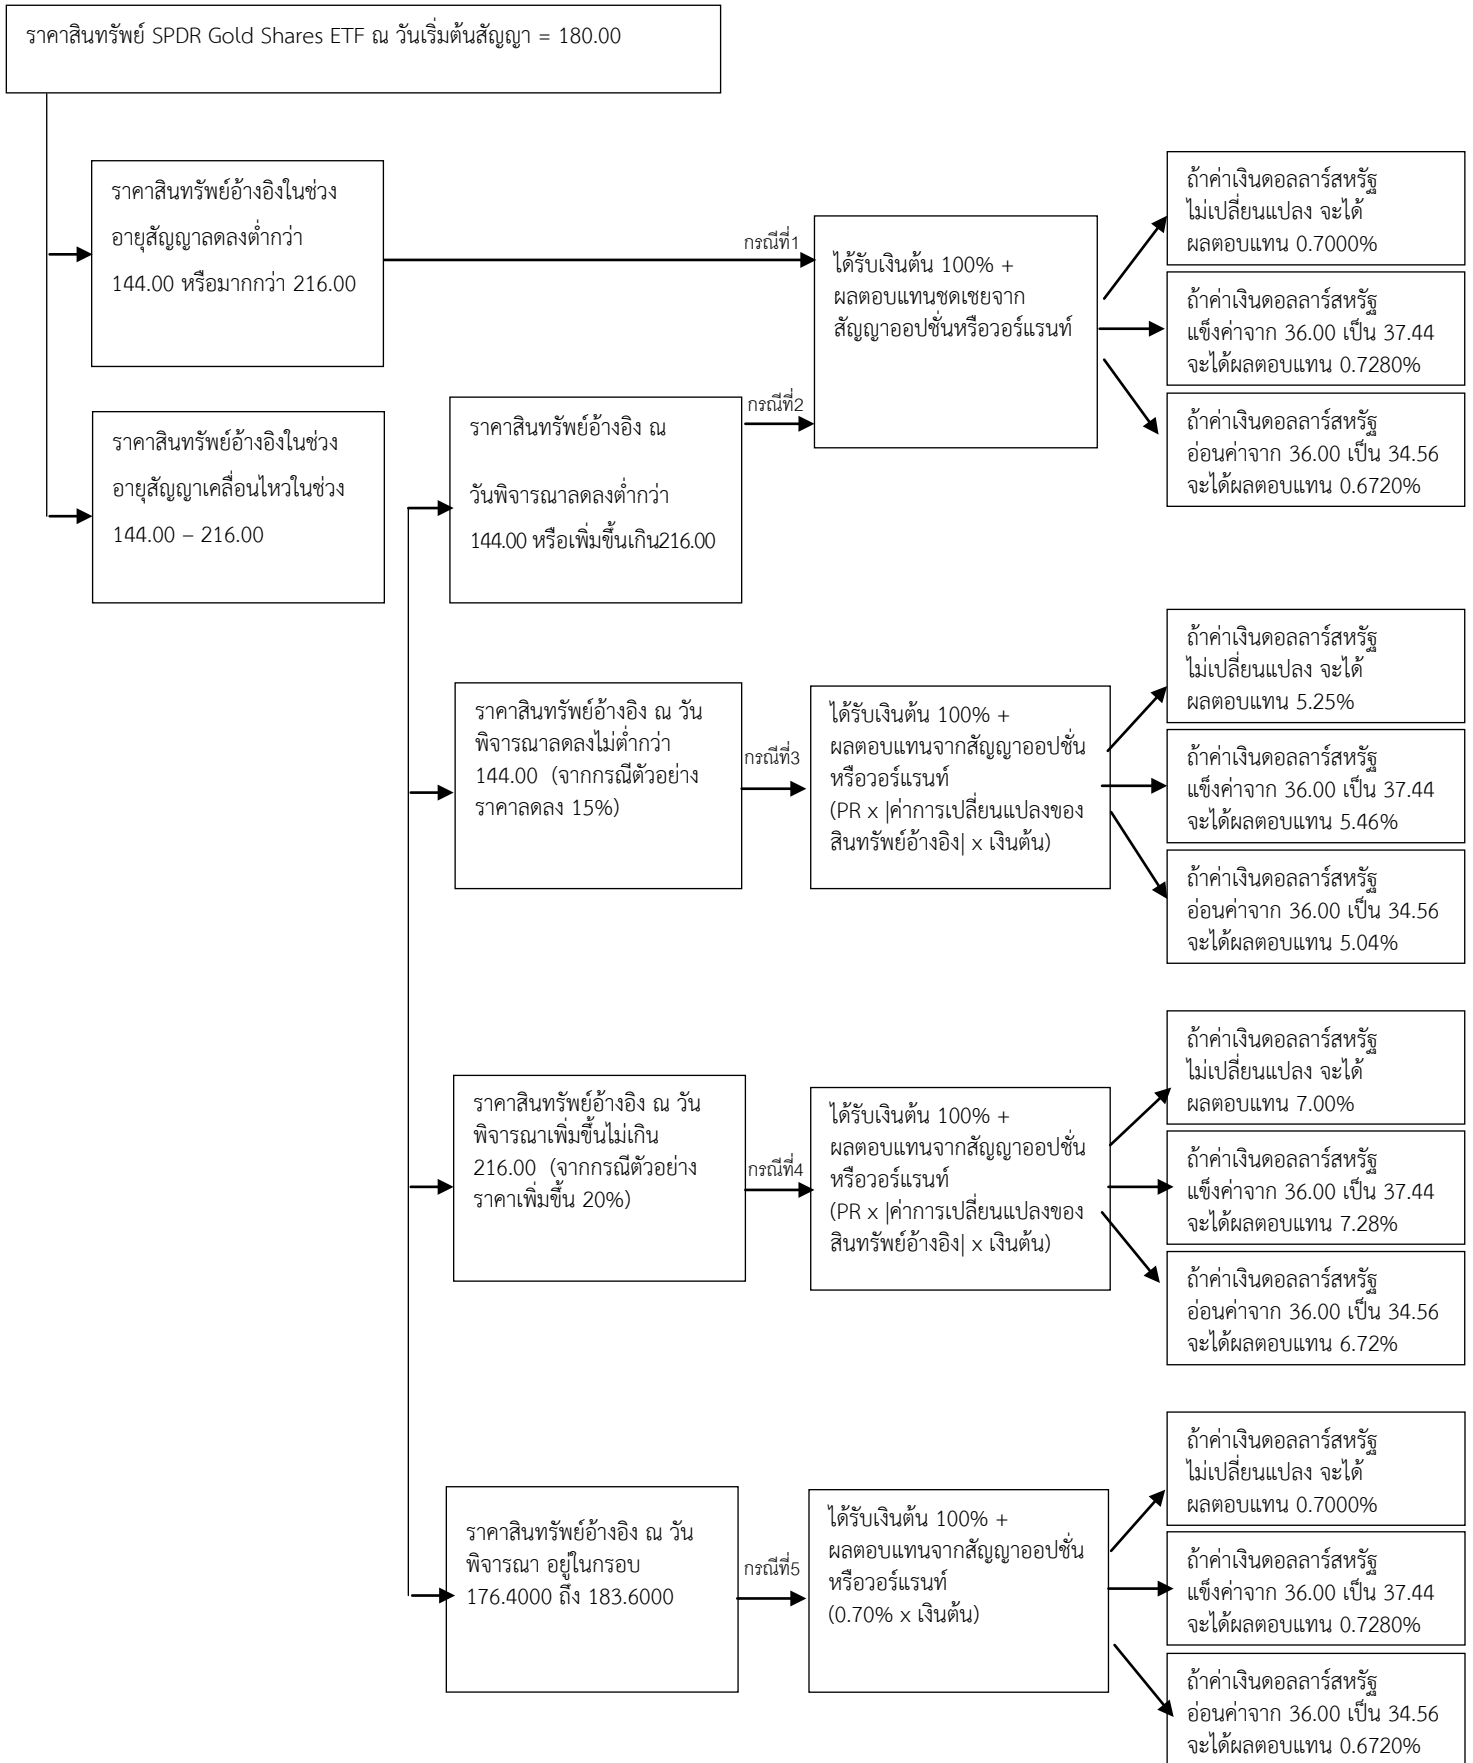 ราคาสินทรัพย์ SPDR Gold Shares ETF ณ วันเริ่มต้นสัญญา = 180.00
ราคาสินทรัพย์อ้างอิงในช่วง
อายุสัญญาลดลงต่ำกว่า
144.00 หรือมากกว่า 216.00
กรณีที่1
ได้รับเงินต้น 100% +
ผลตอบแทนชดเชยจาก
สัญญาออปชั่นหรือวอร์แรนท์
ถ้าค่าเงินดอลลาร์สหรัฐ
ไม่เปลี่ยนแปลง จะได้
ผลตอบแทน 0.7000%
ถ้าค่าเงินดอลลาร์สหรัฐ
แข็งค่าจาก 36.00 เป็น 37.44
จะได้ผลตอบแทน 0.7280%
ถ้าค่าเงินดอลลาร์สหรัฐ
อ่อนค่าจาก 36.00 เป็น 34.56
จะได้ผลตอบแทน 0.6720%
ราคาสินทรัพย์อ้างอิงในช่วง
อายุสัญญาเคลื่อนไหวในช่วง
144.00 – 216.00
ราคาสินทรัพย์อ้างอิง ณ
วันพิจารณาลดลงต่ำกว่า
144.00 หรือเพิ่มขึ้นเกิน216.00
กรณีที่2
ราคาสินทรัพย์อ้างอิง ณ วัน
พิจารณาลดลงไม่ต่ำกว่า
144.00 (จากกรณีตัวอย่าง
ราคาลดลง 15%)
กรณีที่3
ได้รับเงินต้น 100% +
ผลตอบแทนจากสัญญาออปชั่น
หรือวอร์แรนท์
(PR x |ค่าการเปลี่ยนแปลงของ
สินทรัพย์อ้างอิง| x เงินต้น)
ถ้าค่าเงินดอลลาร์สหรัฐ
ไม่เปลี่ยนแปลง จะได้
ผลตอบแทน 5.25%
ถ้าค่าเงินดอลลาร์สหรัฐ
แข็งค่าจาก 36.00 เป็น 37.44
จะได้ผลตอบแทน 5.46%
ถ้าค่าเงินดอลลาร์สหรัฐ
อ่อนค่าจาก 36.00 เป็น 34.56
จะได้ผลตอบแทน 5.04%
ราคาสินทรัพย์อ้างอิง ณ วัน
พิจารณาเพิ่มขึ้นไม่เกิน
216.00 (จากกรณีตัวอย่าง
ราคาเพิ่มขึ้น 20%)
กรณีที่4
ได้รับเงินต้น 100% +
ผลตอบแทนจากสัญญาออปชั่น
หรือวอร์แรนท์
(PR x |ค่าการเปลี่ยนแปลงของ
สินทรัพย์อ้างอิง| x เงินต้น)
ถ้าค่าเงินดอลลาร์สหรัฐ
ไม่เปลี่ยนแปลง จะได้
ผลตอบแทน 7.00%
ถ้าค่าเงินดอลลาร์สหรัฐ
แข็งค่าจาก 36.00 เป็น 37.44
จะได้ผลตอบแทน 7.28%
ถ้าค่าเงินดอลลาร์สหรัฐ
อ่อนค่าจาก 36.00 เป็น 34.56
จะได้ผลตอบแทน 6.72%
ราคาสินทรัพย์อ้างอิง ณ วัน
พิจารณา อยู่ในกรอบ
176.4000 ถึง 183.6000
กรณีที่5
ได้รับเงินต้น 100% +
ผลตอบแทนจากสัญญาออปชั่น
หรือวอร์แรนท์
(0.70% x เงินต้น)
ถ้าค่าเงินดอลลาร์สหรัฐ
ไม่เปลี่ยนแปลง จะได้
ผลตอบแทน 0.7000%
ถ้าค่าเงินดอลลาร์สหรัฐ
แข็งค่าจาก 36.00 เป็น 37.44
จะได้ผลตอบแทน 0.7280%
ถ้าค่าเงินดอลลาร์สหรัฐ
อ่อนค่าจาก 36.00 เป็น 34.56
จะได้ผลตอบแทน 0.6720%